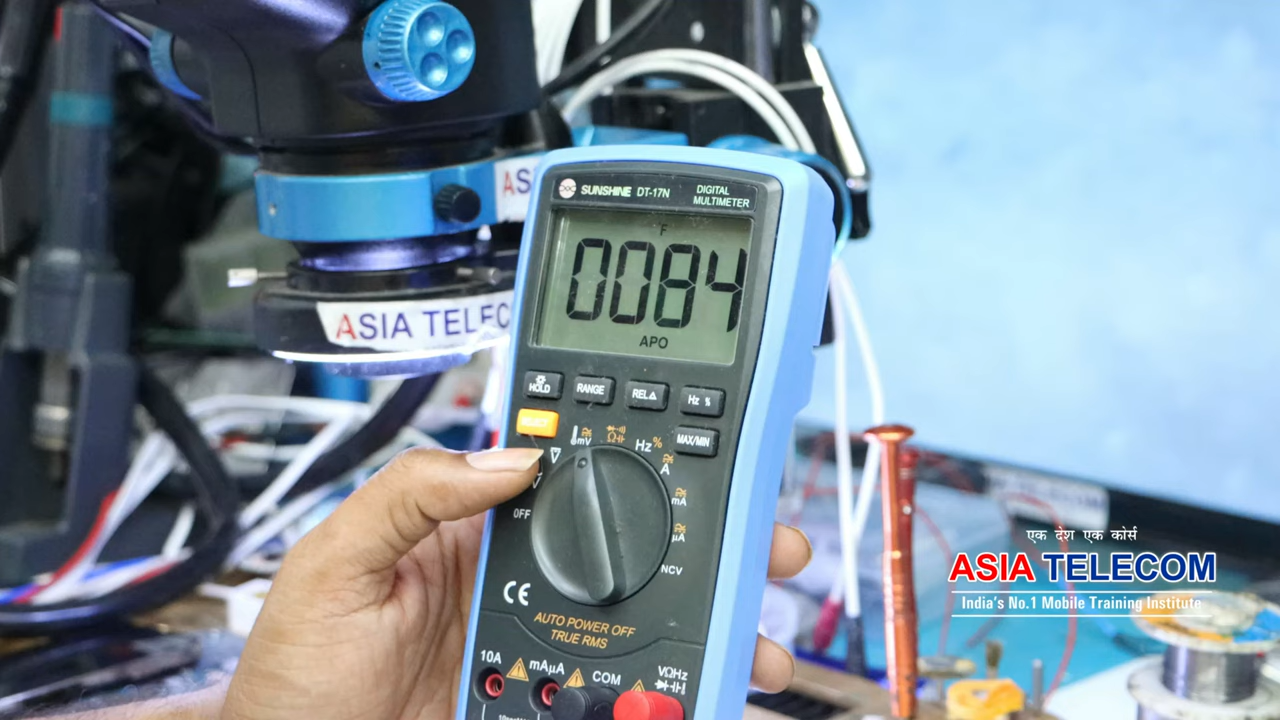 SUNSHINE DT-17N
DIGITAL
MULTIMETER
F
0084
APO
HOLD
RANGE
REL△
Hz %
SELECT
MAX/MIN
mV
Hz%
A
mA
µA
NCV
OFF
V
V
CE
AUTO POWER OFF
TRUE RMS
10A
mAµA
COM
VΩHz
AS
ASIA TELEC
एक देश एक कोर्स
ASIA TELECOM
India's No.1 Mobile Training Institute